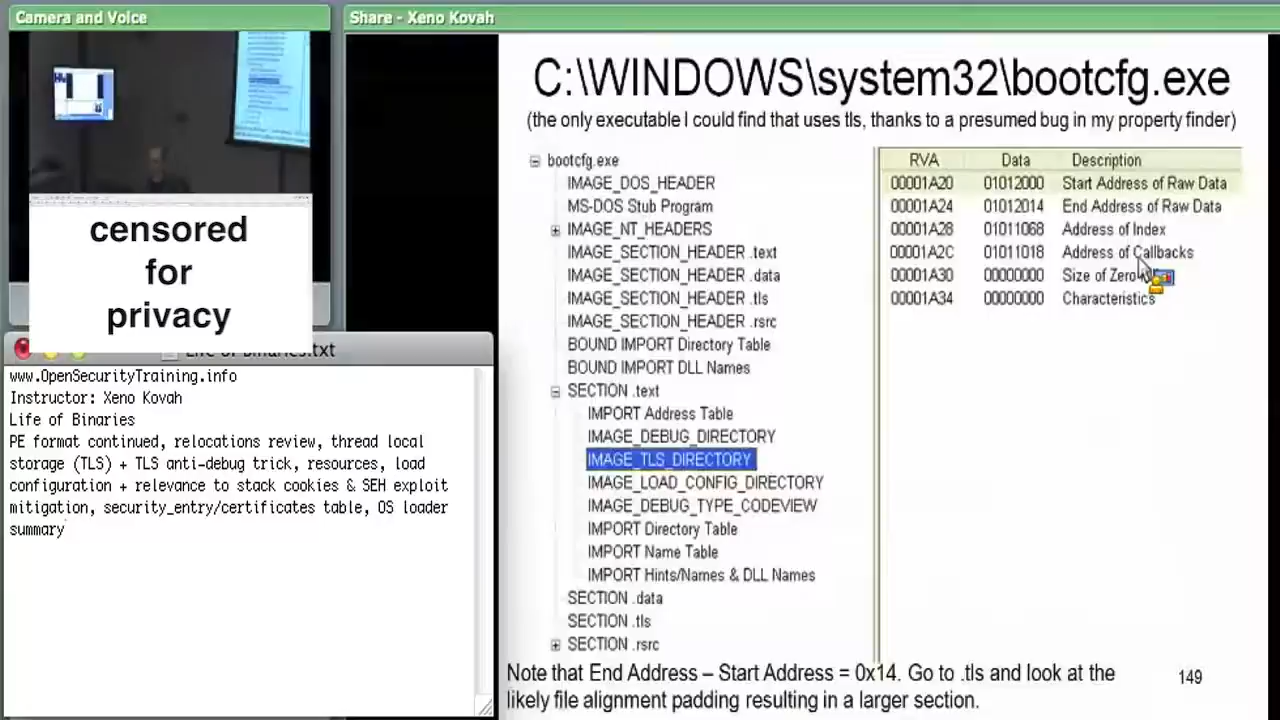 Camera and Voice
Share - Xeno Kovah
censored
for
privacy
Life of Binaries.txt
www.OpenSecurityTraining.info
Instructor: Xeno Kovah
Life of Binaries
PE format continued, relocations review, thread local
storage (TLS) + TLS anti-debug trick, resources, load
configuration + relevance to stack cookies & SEH exploit
mitigation, security_entry/certificates table, OS loader
summary
C:\WINDOWS\system32\bootcfg.exe
(the only executable I could find that uses tls, thanks to a presumed bug in my property finder)
bootcfg.exe
IMAGE_DOS_HEADER
MS-DOS Stub Program
IMAGE_NT_HEADERS
IMAGE_SECTION_HEADER .text
IMAGE_SECTION_HEADER .data
IMAGE_SECTION_HEADER .tls
IMAGE_SECTION_HEADER .rsrc
BOUND IMPORT Directory Table
BOUND IMPORT DLL Names
SECTION .text
IMPORT Address Table
IMAGE_DEBUG_DIRECTORY
IMAGE_TLS_DIRECTORY
IMAGE_LOAD_CONFIG_DIRECTORY
IMAGE_DEBUG_TYPE_CODEVIEW
IMPORT Directory Table
IMPORT Name Table
IMPORT Hints/Names & DLL Names
SECTION .data
SECTION .tls
SECTION .rsrc
RVA Data Description
00001A20 01012000 Start Address of Raw Data
00001A24 01012014 End Address of Raw Data
00001A28 01011068 Address of Index
00001A2C 01011018 Address of Callbacks
00001A30 00000000 Size of Zero
00001A34 00000000 Characteristics
Note that End Address – Start Address = 0x14. Go to .tls and look at the
likely file alignment padding resulting in a larger section.
149